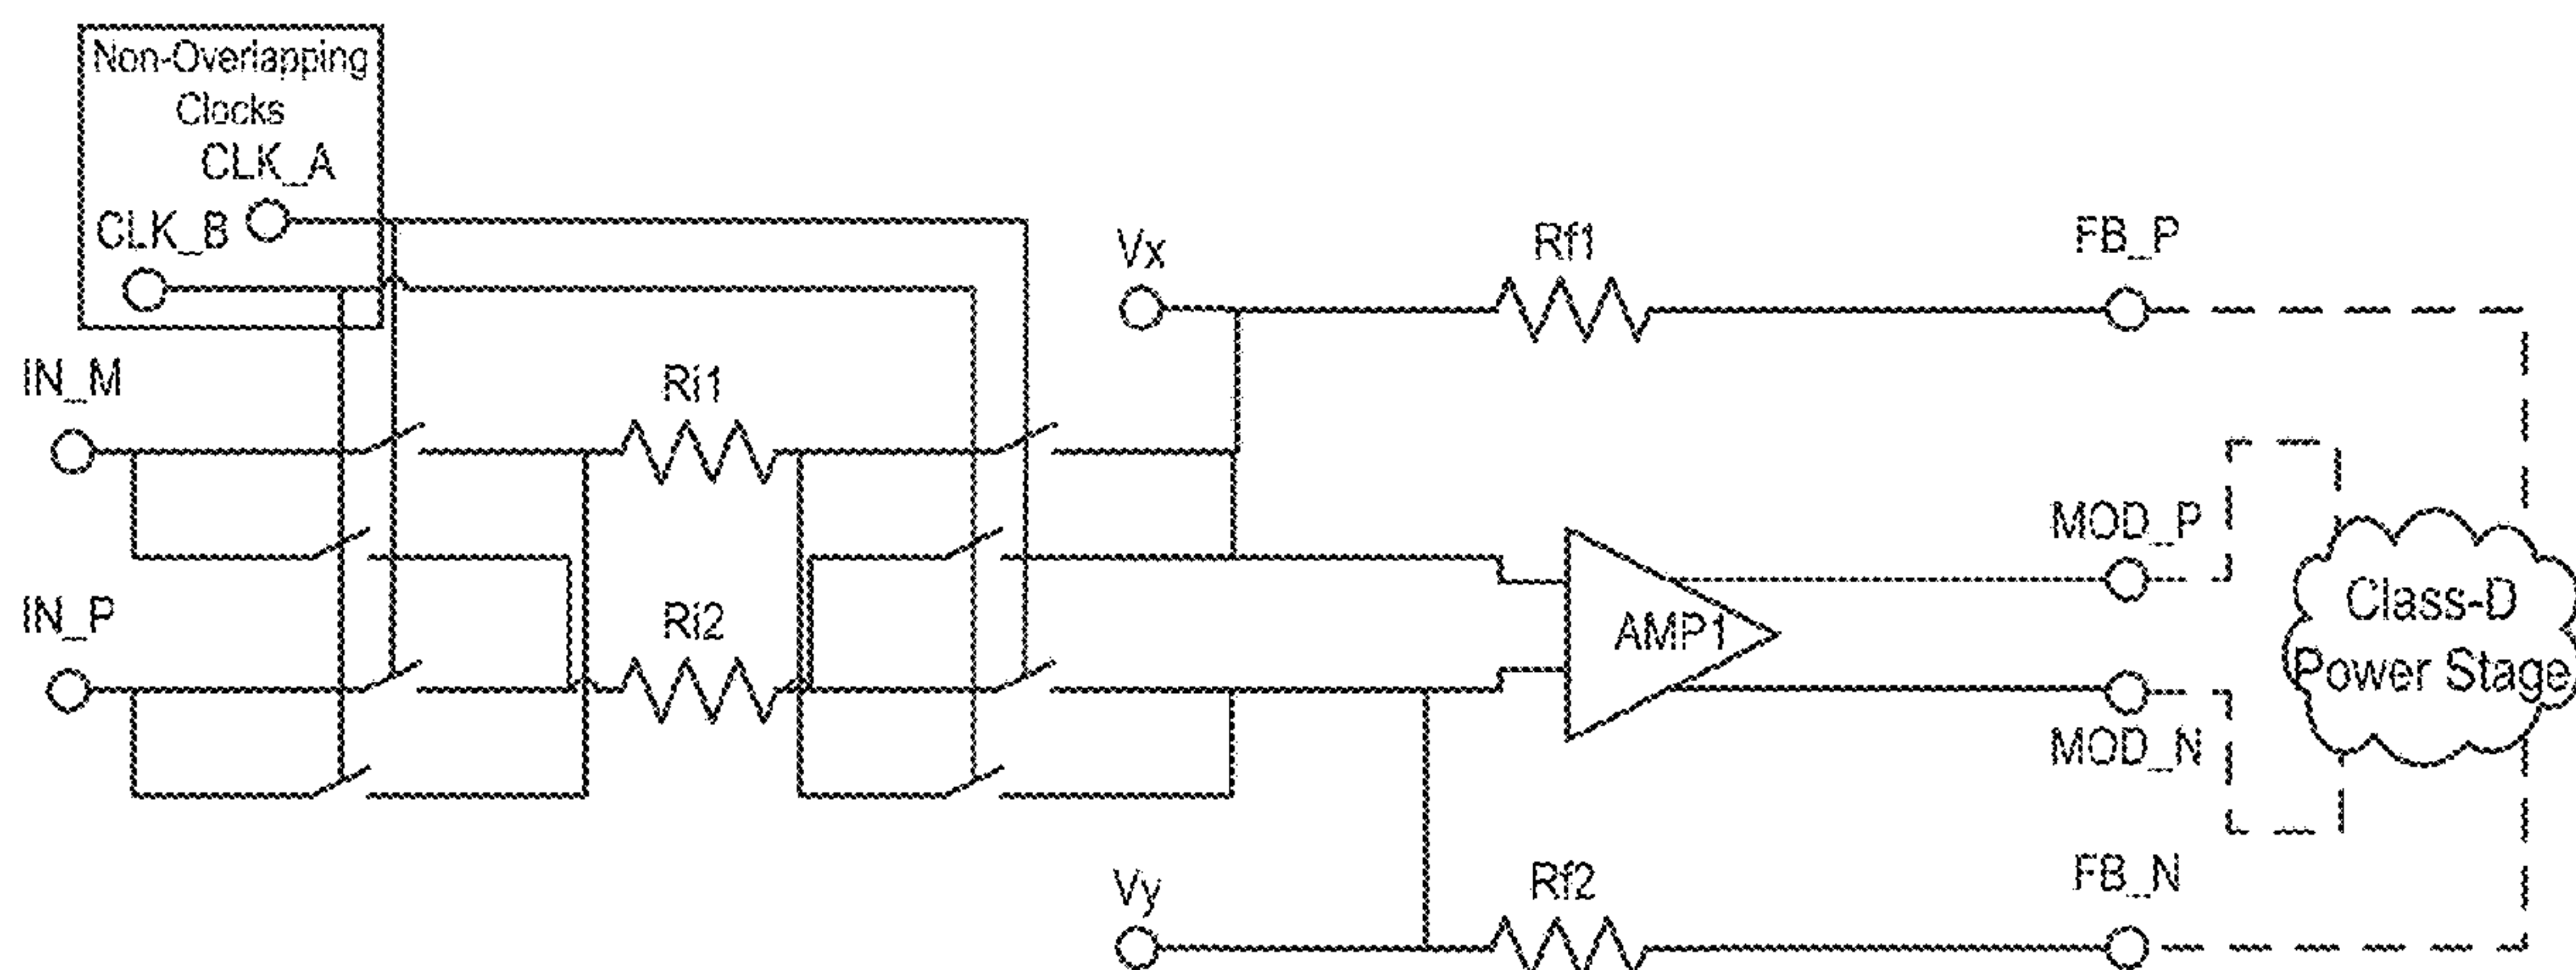 Non-Overlapping
Clocks
CLK_A
CLK_B
Vx
Rf1
FB_P
IN_M
Ri1
MOD_P
IN_P
Ri2
AMP1
Class-D
Power Stage
MOD_N
Vy
Rf2
FB_N